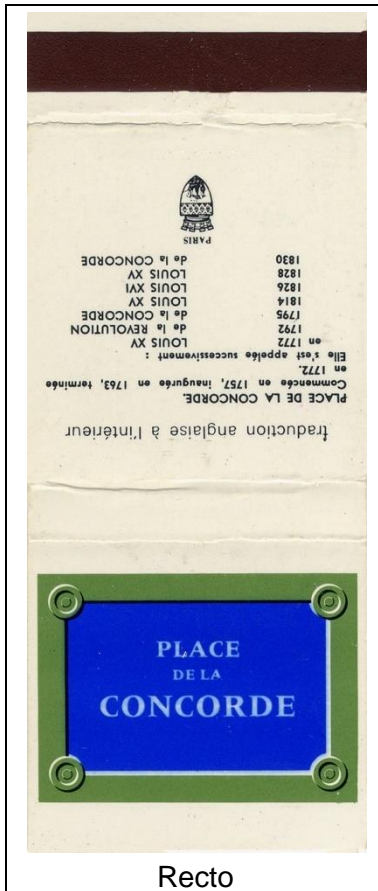 traduction anglaise à l'intérieur
PLACE DE LA CONCORDE.
Commencée en 1757, inaugurée en 1763, terminée
en 1772.
Elle s'est appelée successivement :
en 1772 LOUIS XV
1792 de la REVOLUTION
1795 de la CONCORDE
1814 LOUIS XV
1826 LOUIS XVI
1828 LOUIS XV
1830 de la CONCORDE
PARIS
PLACE
DE LA
CONCORDE
Recto